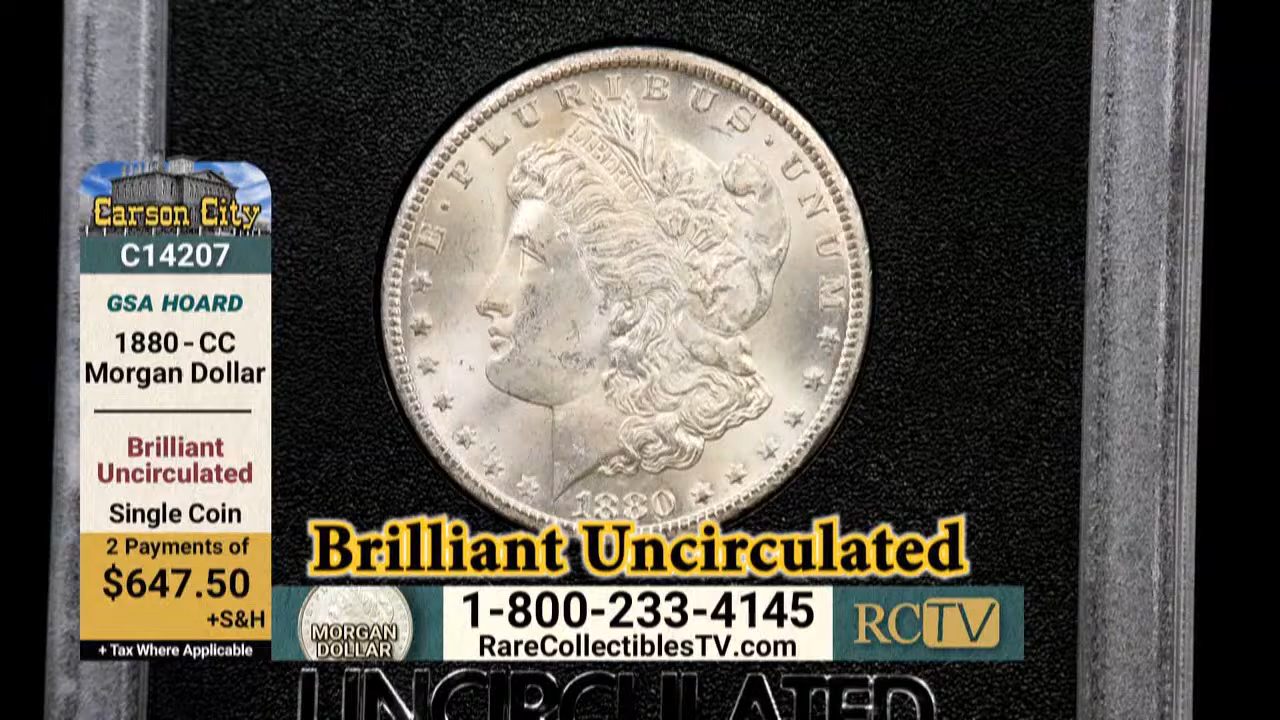 E·PLURIBUS·UNUM
1880
Carson City
C14207
GSA HOARD
1880-CC
Morgan Dollar
Brilliant
Uncirculated
Single Coin
2 Payments of
$647.50
+S&H
+ Tax Where Applicable
Brilliant Uncirculated
MORGAN
DOLLAR
1-800-233-4145
RareCollectiblesTV.com
RCTV
UNCIRCULATED